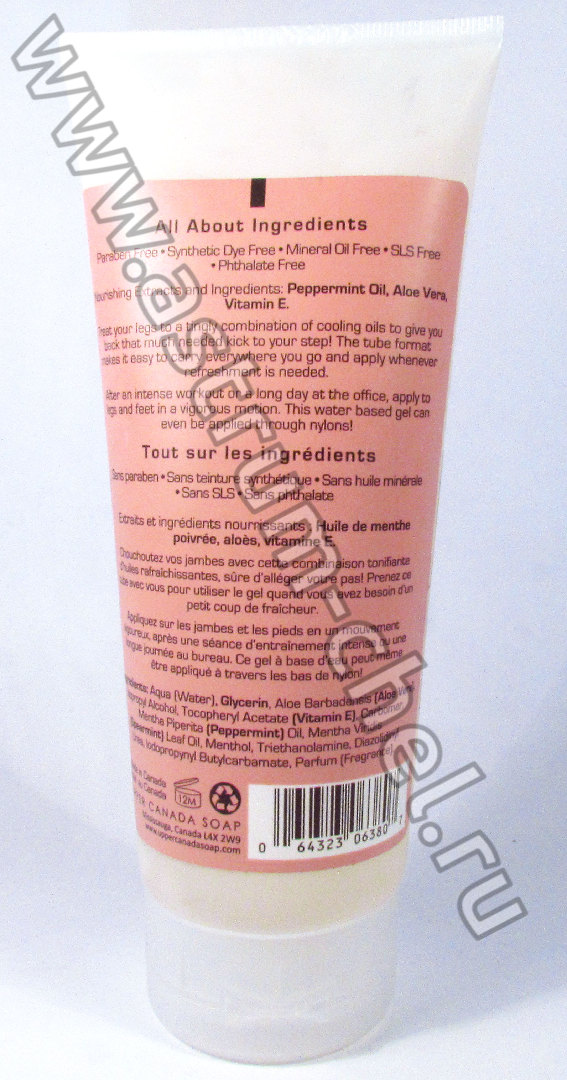 All About Ingredients
Paraben Free • Synthetic Dye Free • Mineral Oil Free • SLS Free
• Phthalate Free
Nourishing Extracts and Ingredients: Peppermint Oil, Aloe Vera,
Vitamin E.
Treat your legs to a tingly combination of cooling oils to give you
back that much needed kick to your step! The tube format
makes it easy to carry everywhere you go and apply whenever
refreshment is needed.
After an intense workout or a long day at the office, apply to
legs and feet in a vigorous motion. This water based gel can
even be applied through nylons!
Tout sur les ingrédients
Sans paraben • Sans teinture synthétique • Sans huile minérale
• Sans SLS • Sans phthalate
Extraits et ingrédients nourrissants : Huile de menthe
poivrée, aloès, vitamine E.
Chouchoutez vos jambes avec cette combinaison tonifiante
d'huiles rafraîchissantes, sûre d'alléger votre pas! Prenez ce
tube avec vous pour utiliser le gel quand vous avez besoin d'un
petit coup de fraîcheur.
Appliquez sur les jambes et les pieds en un mouvement
vigoureux, après une séance d'entraînement intense ou une
longue journée au bureau. Ce gel à base d'eau peut même
être appliqué à travers les bas de nylon!
Aqua (Water), Glycerin, Aloe Barbadensis (Aloe Vera)
Alcohol, Tocopheryl Acetate (Vitamin E), Carbomer,
Mentha Piperita (Peppermint) Oil, Mentha Viridis
(Spearmint) Leaf Oil, Menthol, Triethanolamine, Diazolidinyl
Urea, Iodopropynyl Butylcarbamate, Parfum (Fragrance)
Made in Canada
Canada
12M
UPPER CANADA SOAP
Mississauga, Canada L4X 2W9
www.uppercanadasoap.com
0 64323 06380 7
www.astrum-chel.ru